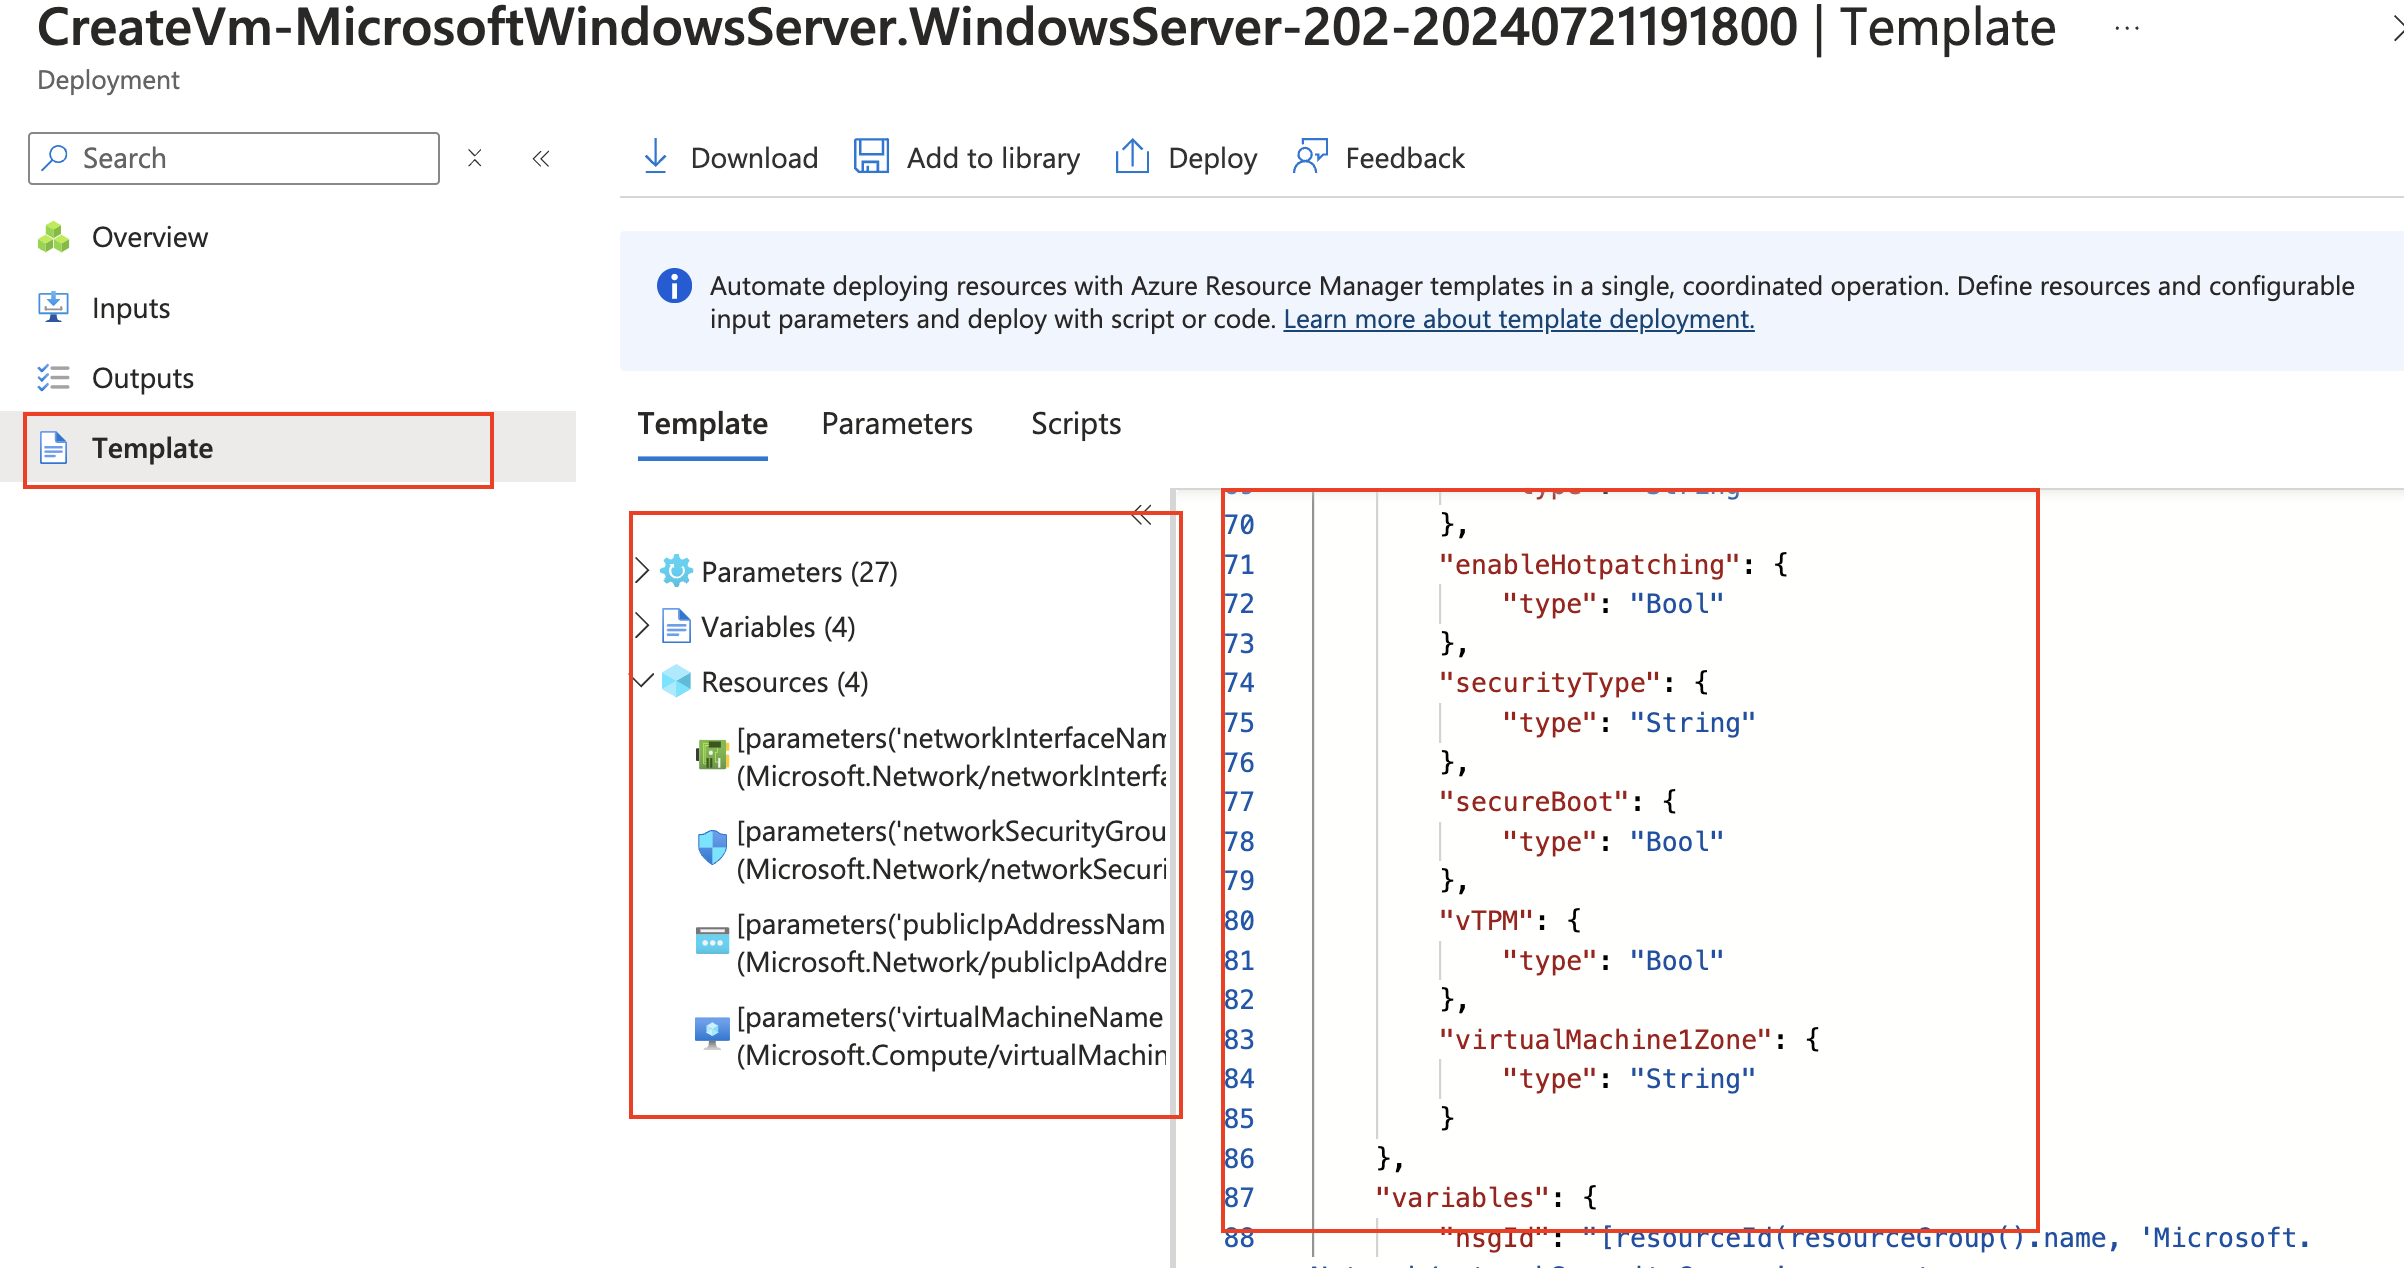 CreateVm-MicrosoftWindowsServer.WindowsServer-202-20240721191800 | Template ...
Deployment
Search
Download
Add to library
Deploy
Feedback
Overview
Inputs
Outputs
Template
Automate deploying resources with Azure Resource Manager templates in a single, coordinated operation. Define resources and configurable
input parameters and deploy with script or code. Learn more about template deployment.
Template Parameters Scripts
Parameters (27)
Variables (4)
Resources (4)
[parameters('networkInterfaceNam
(Microsoft.Network/networkInterfa
[parameters('networkSecurityGrou
(Microsoft.Network/networkSecuri
[parameters('publicIpAddressNam
(Microsoft.Network/publicIpAddre
[parameters('virtualMachineName
(Microsoft.Compute/virtualMachin
69 "type": "String"
70 },
71 "enableHotpatching": {
72 "type": "Bool"
73 },
74 "securityType": {
75 "type": "String"
76 },
77 "secureBoot": {
78 "type": "Bool"
79 },
80 "vTPM": {
81 "type": "Bool"
82 },
83 "virtualMachine1Zone": {
84 "type": "String"
85 }
86 },
87 "variables": {
88 "nsgId": "[resourceId(resourceGroup().name, 'Microsoft.